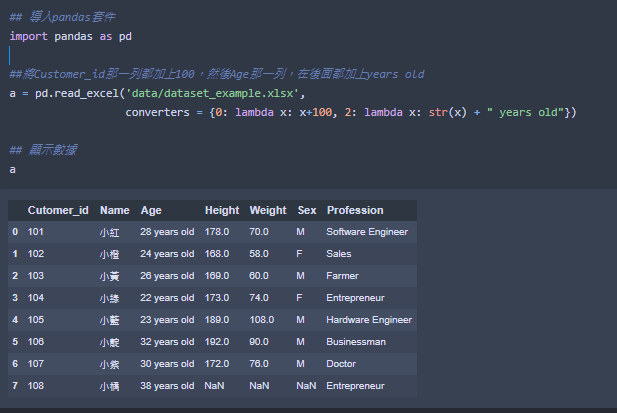 ## 導入pandas套件
import pandas as pd
##將Customer_id那一列都加上100，然後Age那一列，在後面都加上years old
a = pd.read_excel('data/dataset_example.xlsx',
converters = {0: lambda x: x+100, 2: lambda x: str(x) + " years old"})
## 顯示數據
a
Cutomer_id Name Age Height Weight Sex Profession
0 101 小紅 28 years old 178.0 70.0 M Software Engineer
1 102 小橙 24 years old 168.0 58.0 F Sales
2 103 小黃 26 years old 169.0 60.0 M Farmer
3 104 小綠 22 years old 173.0 74.0 F Entrepreneur
4 105 小藍 23 years old 189.0 108.0 M Hardware Engineer
5 106 小靛 32 years old 192.0 90.0 M Businessman
6 107 小紫 30 years old 172.0 76.0 M Doctor
7 108 小橘 38 years old NaN NaN NaN Entrepreneur